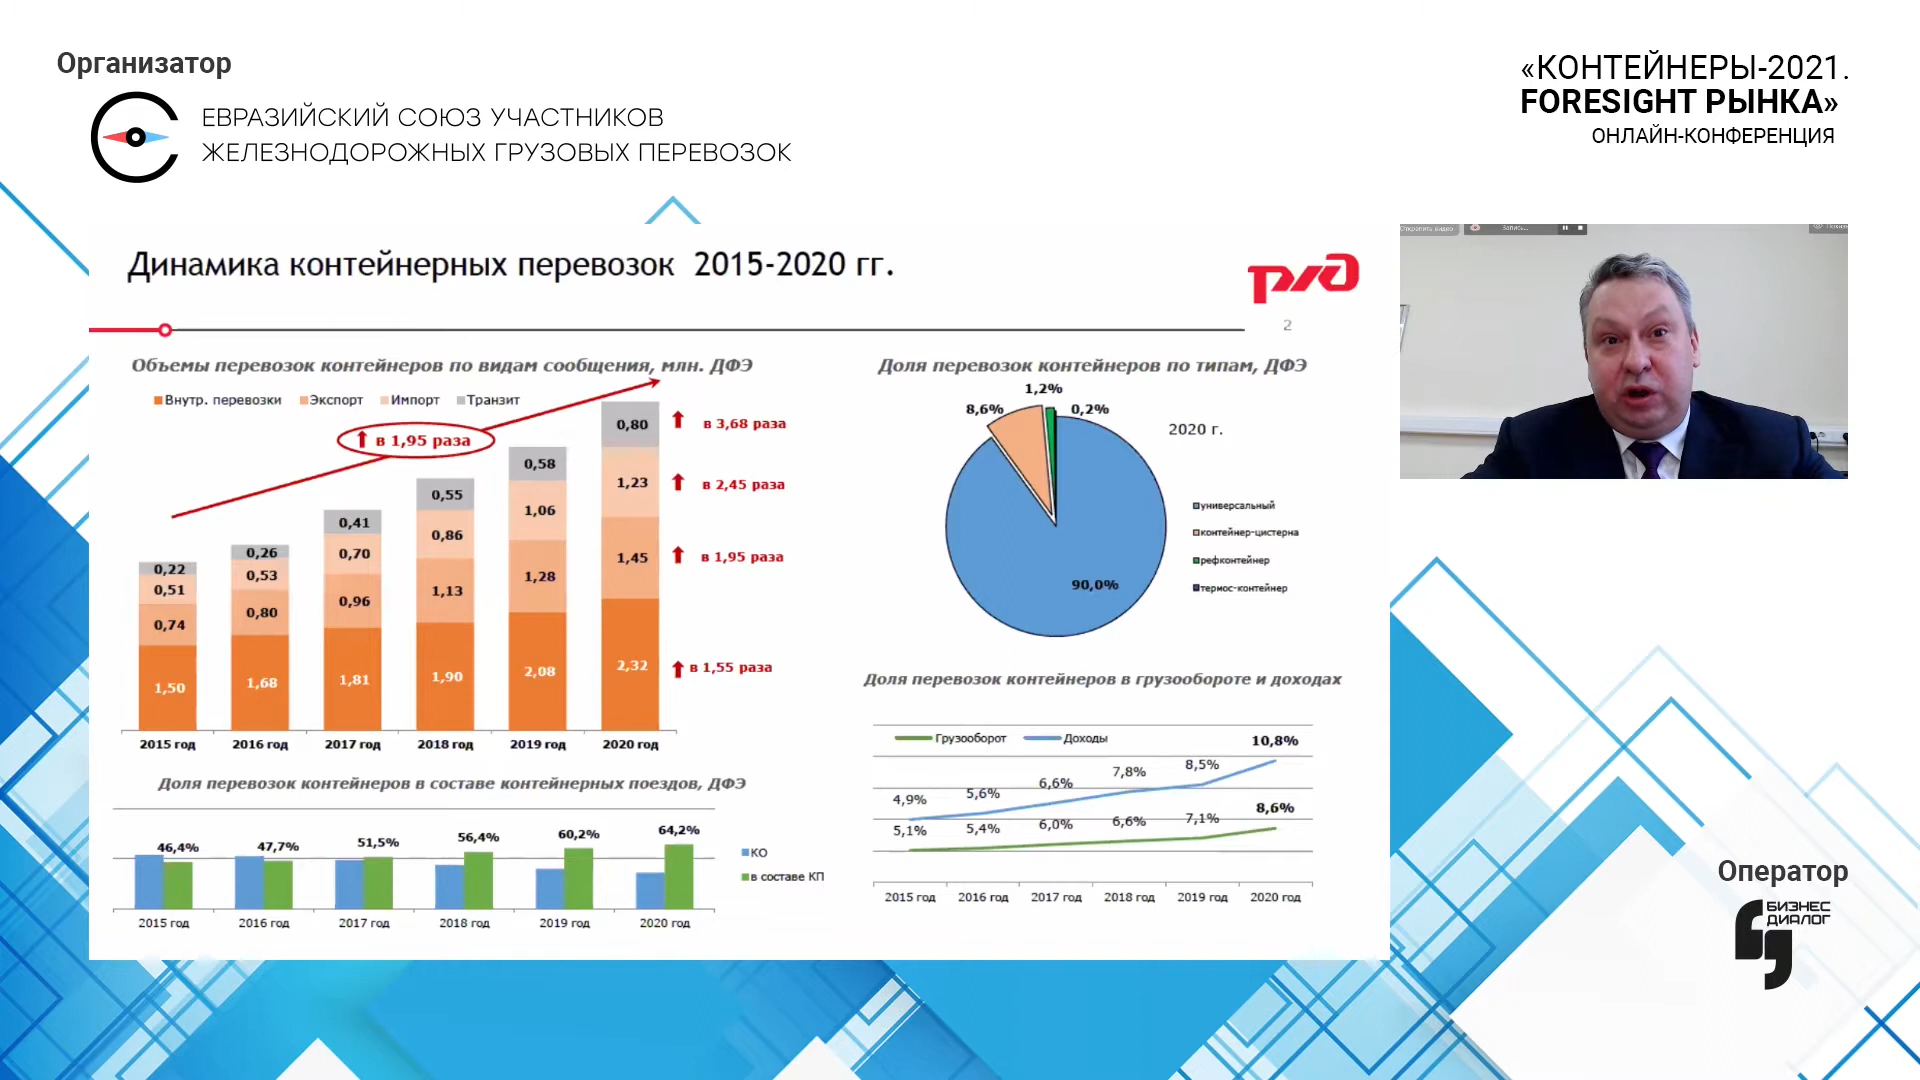 Организатор
ЕВРАЗИЙСКИЙ СОЮЗ УЧАСТНИКОВ
ЖЕЛЕЗНОДОРОЖНЫХ ГРУЗОВЫХ ПЕРЕВОЗОК
«КОНТЕЙНЕРЫ-2021.
FORESIGHT РЫНКА»
ОНЛАЙН-КОНФЕРЕНЦИЯ
Динамика контейнерных перевозок 2015-2020 гг.
ржд
2
Объемы перевозок контейнеров по видам сообщения, млн. ДФЭ
Внутр. перевозки Экспорт Импорт Транзит
в 1,95 раза
0,22 0,26 0,41 0,55 0,58 0,80
0,51 0,53 0,70 0,86 1,06 1,23
0,74 0,80 0,96 1,13 1,28 1,45
1,50 1,68 1,81 1,90 2,08 2,32
в 3,68 раза
в 2,45 раза
в 1,95 раза
в 1,55 раза
2015 год 2016 год 2017 год 2018 год 2019 год 2020 год
Доля перевозок контейнеров в составе контейнерных поездов, ДФЭ
46,4% 47,7% 51,5% 56,4% 60,2% 64,2%
КО
в составе КП
2015 год 2016 год 2017 год 2018 год 2019 год 2020 год
Доля перевозок контейнеров по типам, ДФЭ
1,2%
8,6% 0,2%
2020 г.
90,0%
универсальный
контейнер-цистерна
рефконтейнер
термос-контейнер
Доля перевозок контейнеров в грузообороте и доходах
Грузооборот Доходы
4,9% 5,6% 6,6% 7,8% 8,5% 10,8%
5,1% 5,4% 6,0% 6,6% 7,1% 8,6%
2015 год 2016 год 2017 год 2018 год 2019 год 2020 год
Открепить видео
Запись...
Оператор
БИЗНЕС
ДИАЛОГ